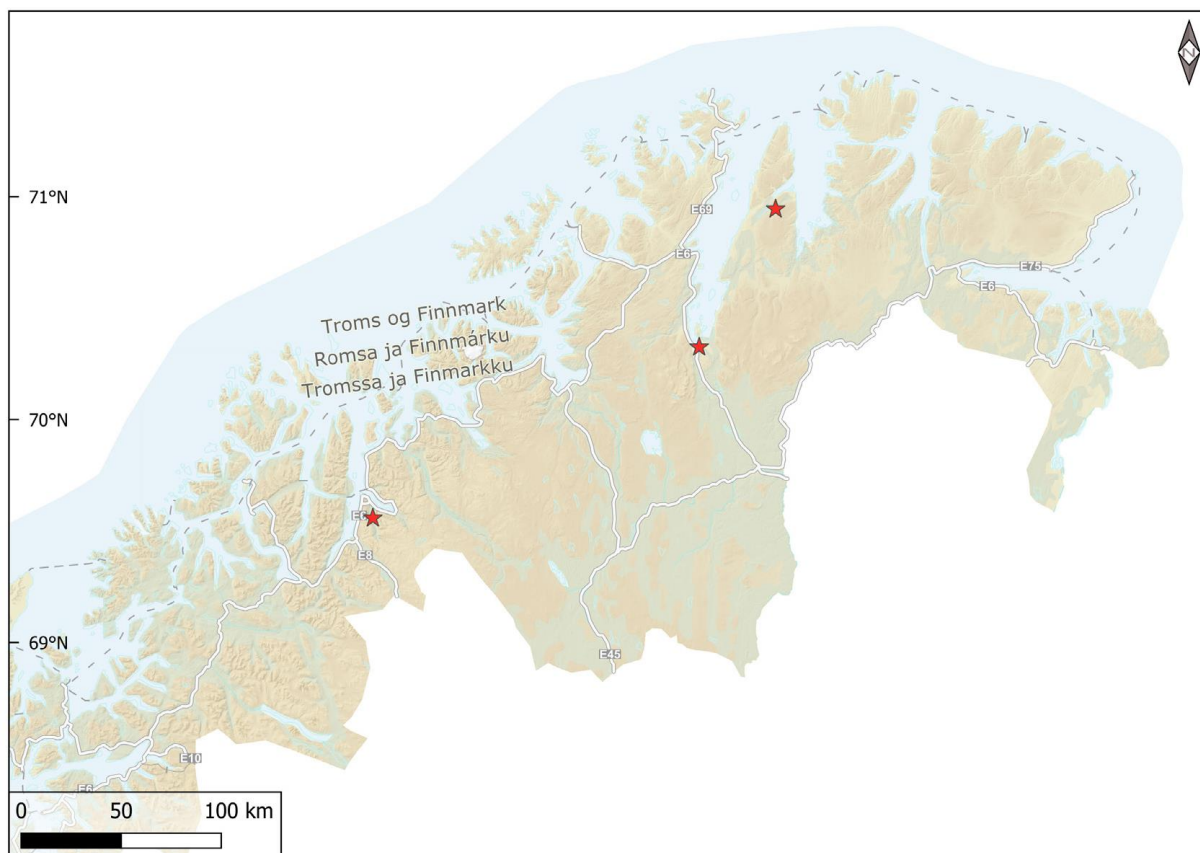 N
71°N
E69
E6
E75
E6
Troms og Finnmark
Romsa ja Finnmárku
Tromssa ja Finmarkku
70°N
E6
E8
69°N
E45
E10
E6
0 50 100 km